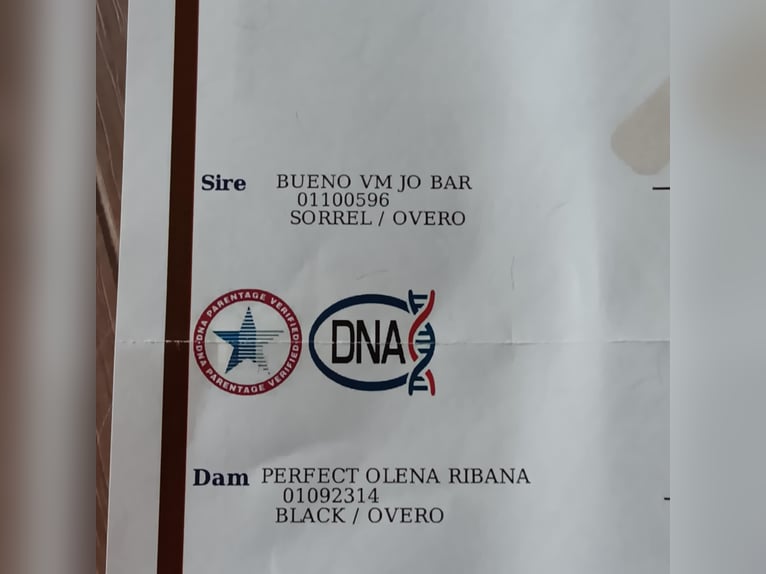 Sire BUENO VM JO BAR
01100596
SORREL / OVERO
DNA PARENTAGE VERIFIED · DNA PARENTAGE VERIFIED ·
DNA
Dam PERFECT OLENA RIBANA
01092314
BLACK / OVERO